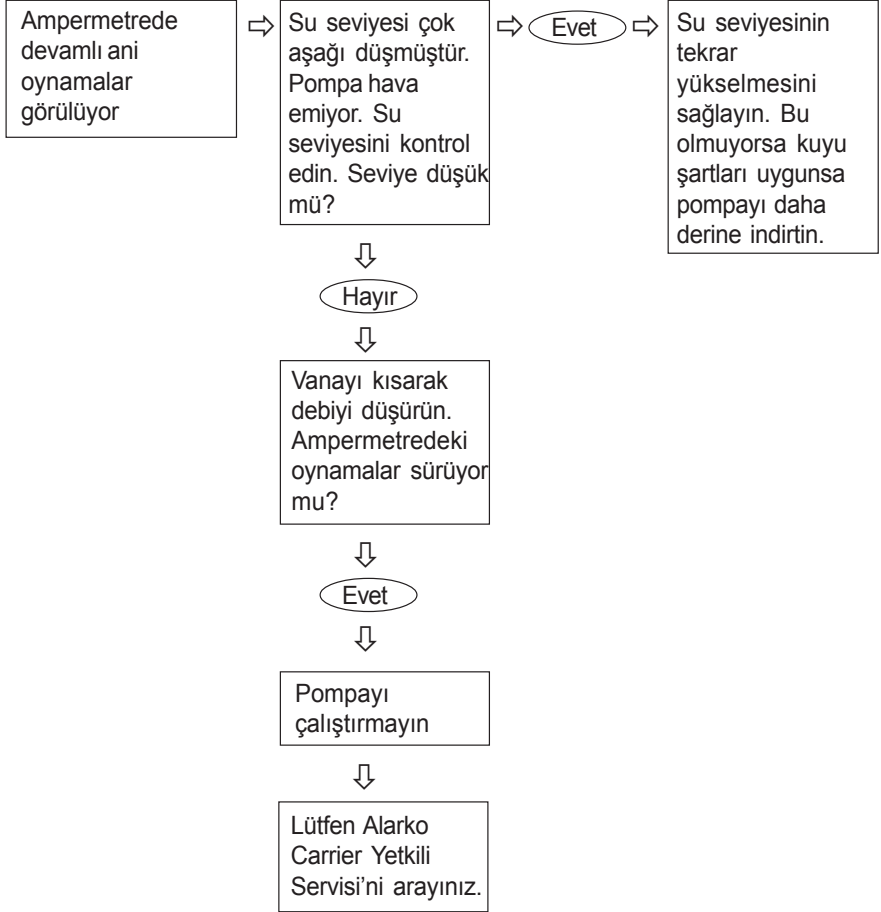 Ampermetrede
devamlı ani
oynamalar
görülüyor
Su seviyesi çok
aşağı düşmüştür.
Pompa hava
emiyor. Su
seviyesini kontrol
edin. Seviye düşük
mü?
Evet
Su seviyesinin
tekrar
yükselmesini
sağlayın. Bu
olmuyorsa kuyu
şartları uygunsa
pompayı daha
derine indirtin.
Hayır
Vanayı kısarak
debiyi düşürün.
Ampermetredeki
oynamalar sürüyor
mu?
Evet
Pompayı
çalıştırmayın
Lütfen Alarko
Carrier Yetkili
Servisi’ni arayınız.